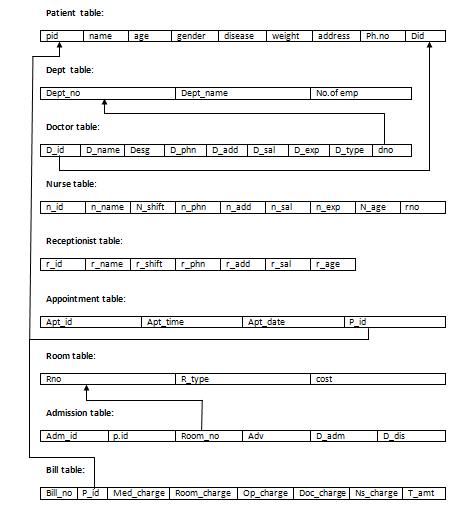 Patient table:
pid name age gender disease weight address Ph.no Did
Dept table:
Dept_no Dept_name No.of emp
Doctor table:
D_id D_name Desg D_phn D_add D_sal D_exp D_type dno
Nurse table:
n_id n_name N_shift n_phn n_add n_sal n_exp N_age rno
Receptionist table:
r_id r_name r_shift r_phn r_add r_sal r_age
Appointment table:
Apt_id Apt_time Apt_date P_id
Room table:
Rno R_type cost
Admission table:
Adm_id p.id Room_no Adv D_adm D_dis
Bill table:
Bill_no P_id Med_charge Room_charge Op_charge Doc_charge Ns_charge T_amt